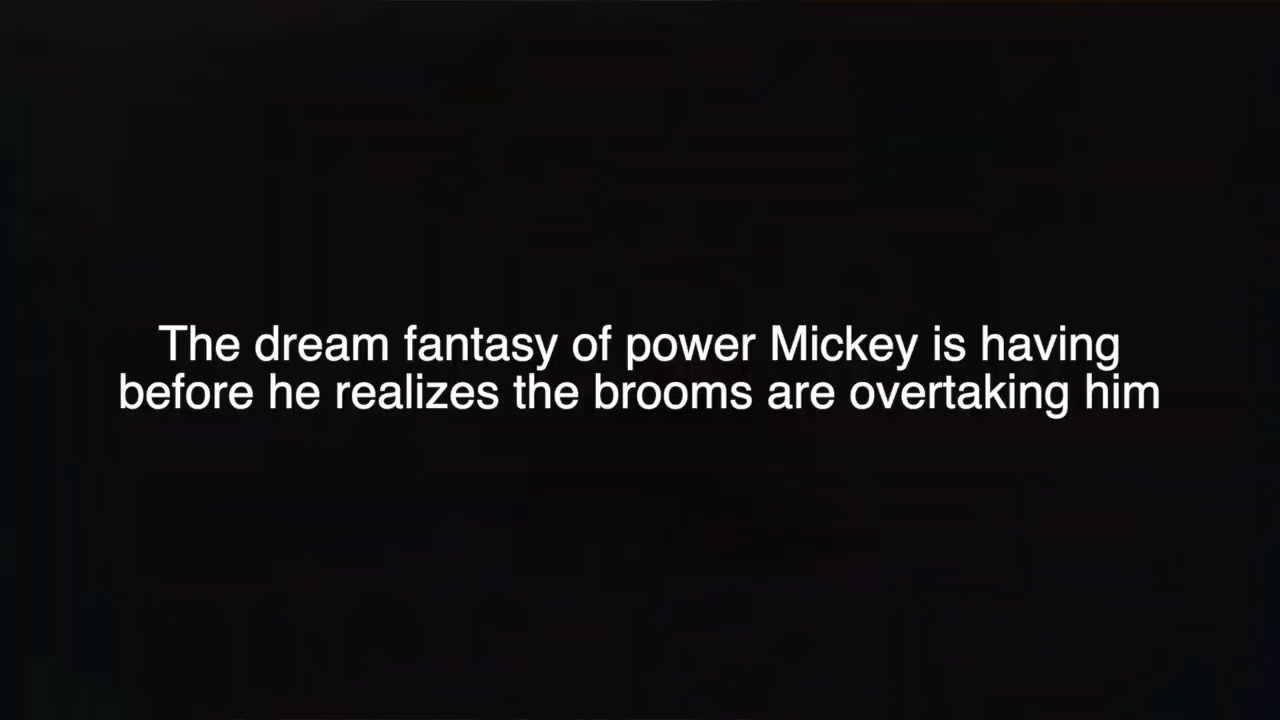 The dream fantasy of power Mickey is having
before he realizes the brooms are overtaking him